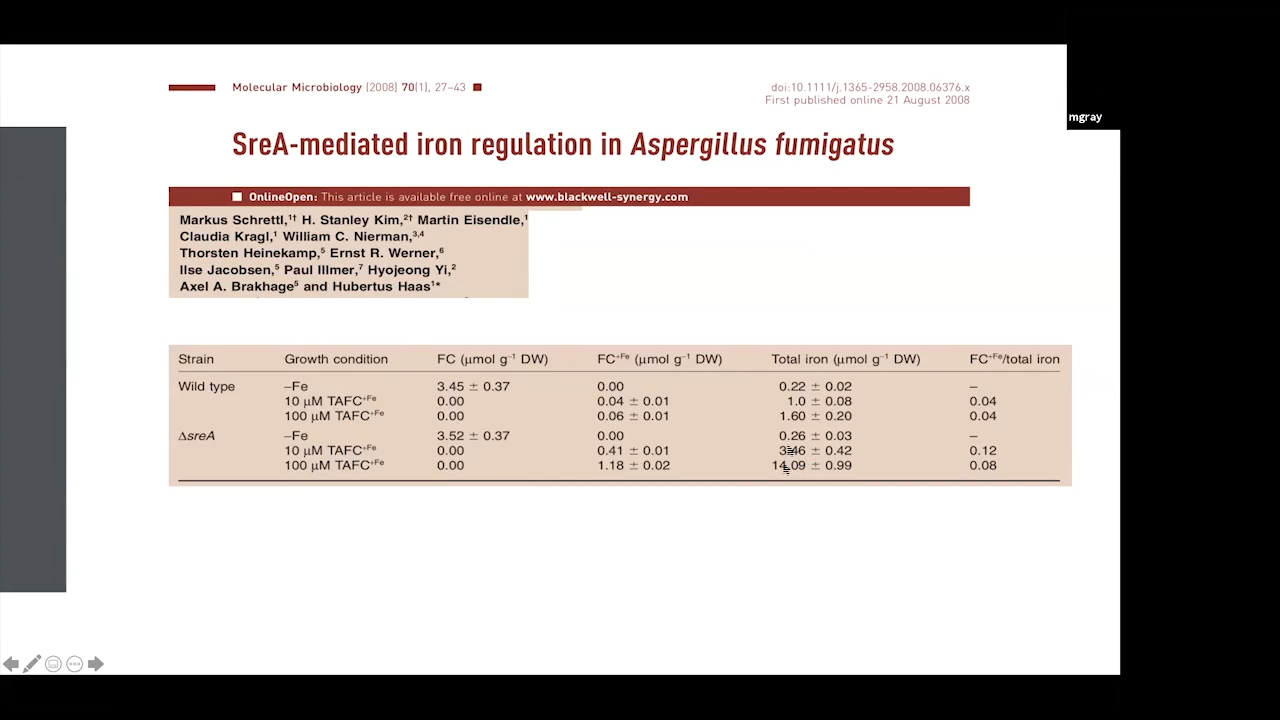 Molecular Microbiology (2008) 70(1), 27–43
doi:10.1111/j.1365-2958.2008.06376.x
First published online 21 August 2008
mgray
SreA-mediated iron regulation in Aspergillus fumigatus
OnlineOpen: This article is available free online at www.blackwell-synergy.com
Markus Schrettl,¹† H. Stanley Kim,²† Martin Eisendle,¹
Claudia Kragl,¹ William C. Nierman,³,⁴
Thorsten Heinekamp,⁵ Ernst R. Werner,⁶
Ilse Jacobsen,⁵ Paul Illmer,⁷ Hyojeong Yi,²
Axel A. Brakhage⁵ and Hubertus Haas¹*
Strain Growth condition FC (μmol g⁻¹ DW) FC⁺ᶠᵉ (μmol g⁻¹ DW) Total iron (μmol g⁻¹ DW) FC⁺ᶠᵉ/total iron
Wild type –Fe 3.45 ± 0.37 0.00 0.22 ± 0.02 –
10 μM TAFC⁺ᶠᵉ 0.00 0.04 ± 0.01 1.0 ± 0.08 0.04
100 μM TAFC⁺ᶠᵉ 0.00 0.06 ± 0.01 1.60 ± 0.20 0.04
ΔsreA –Fe 3.52 ± 0.37 0.00 0.26 ± 0.03 –
10 μM TAFC⁺ᶠᵉ 0.00 0.41 ± 0.01 3.46 ± 0.42 0.12
100 μM TAFC⁺ᶠᵉ 0.00 1.18 ± 0.02 14.09 ± 0.99 0.08